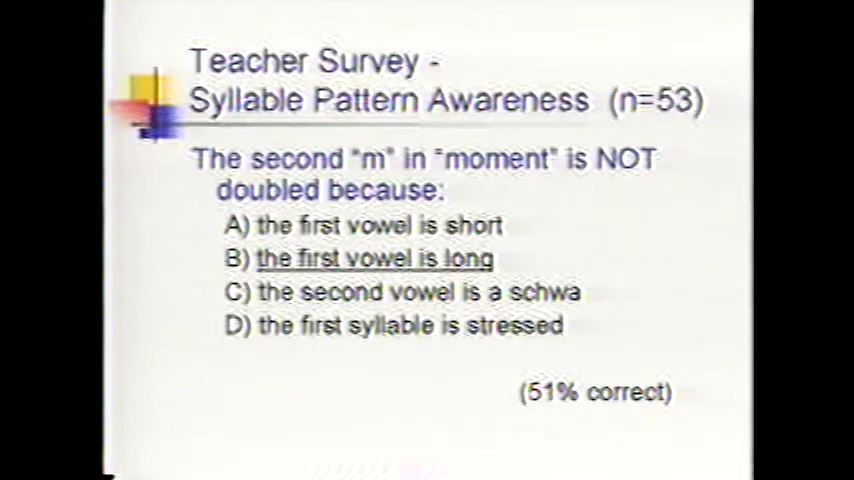 Teacher Survey -
Syllable Pattern Awareness (n=53)
The second "m" in "moment" is NOT
doubled because:
A) the first vowel is short
B) the first vowel is long
C) the second vowel is a schwa
D) the first syllable is stressed
(51% correct)